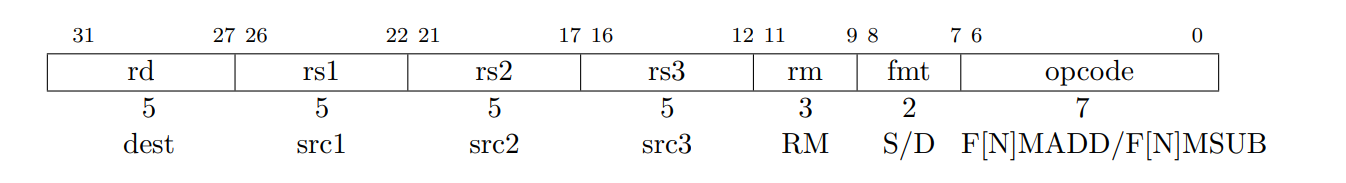 31 27 26 22 21 17 16 12 11 9 8 7 6 0
rd rs1 rs2 rs3 rm fmt opcode
5 5 5 5 3 2 7
dest src1 src2 src3 RM S/D F[N]MADD/F[N]MSUB